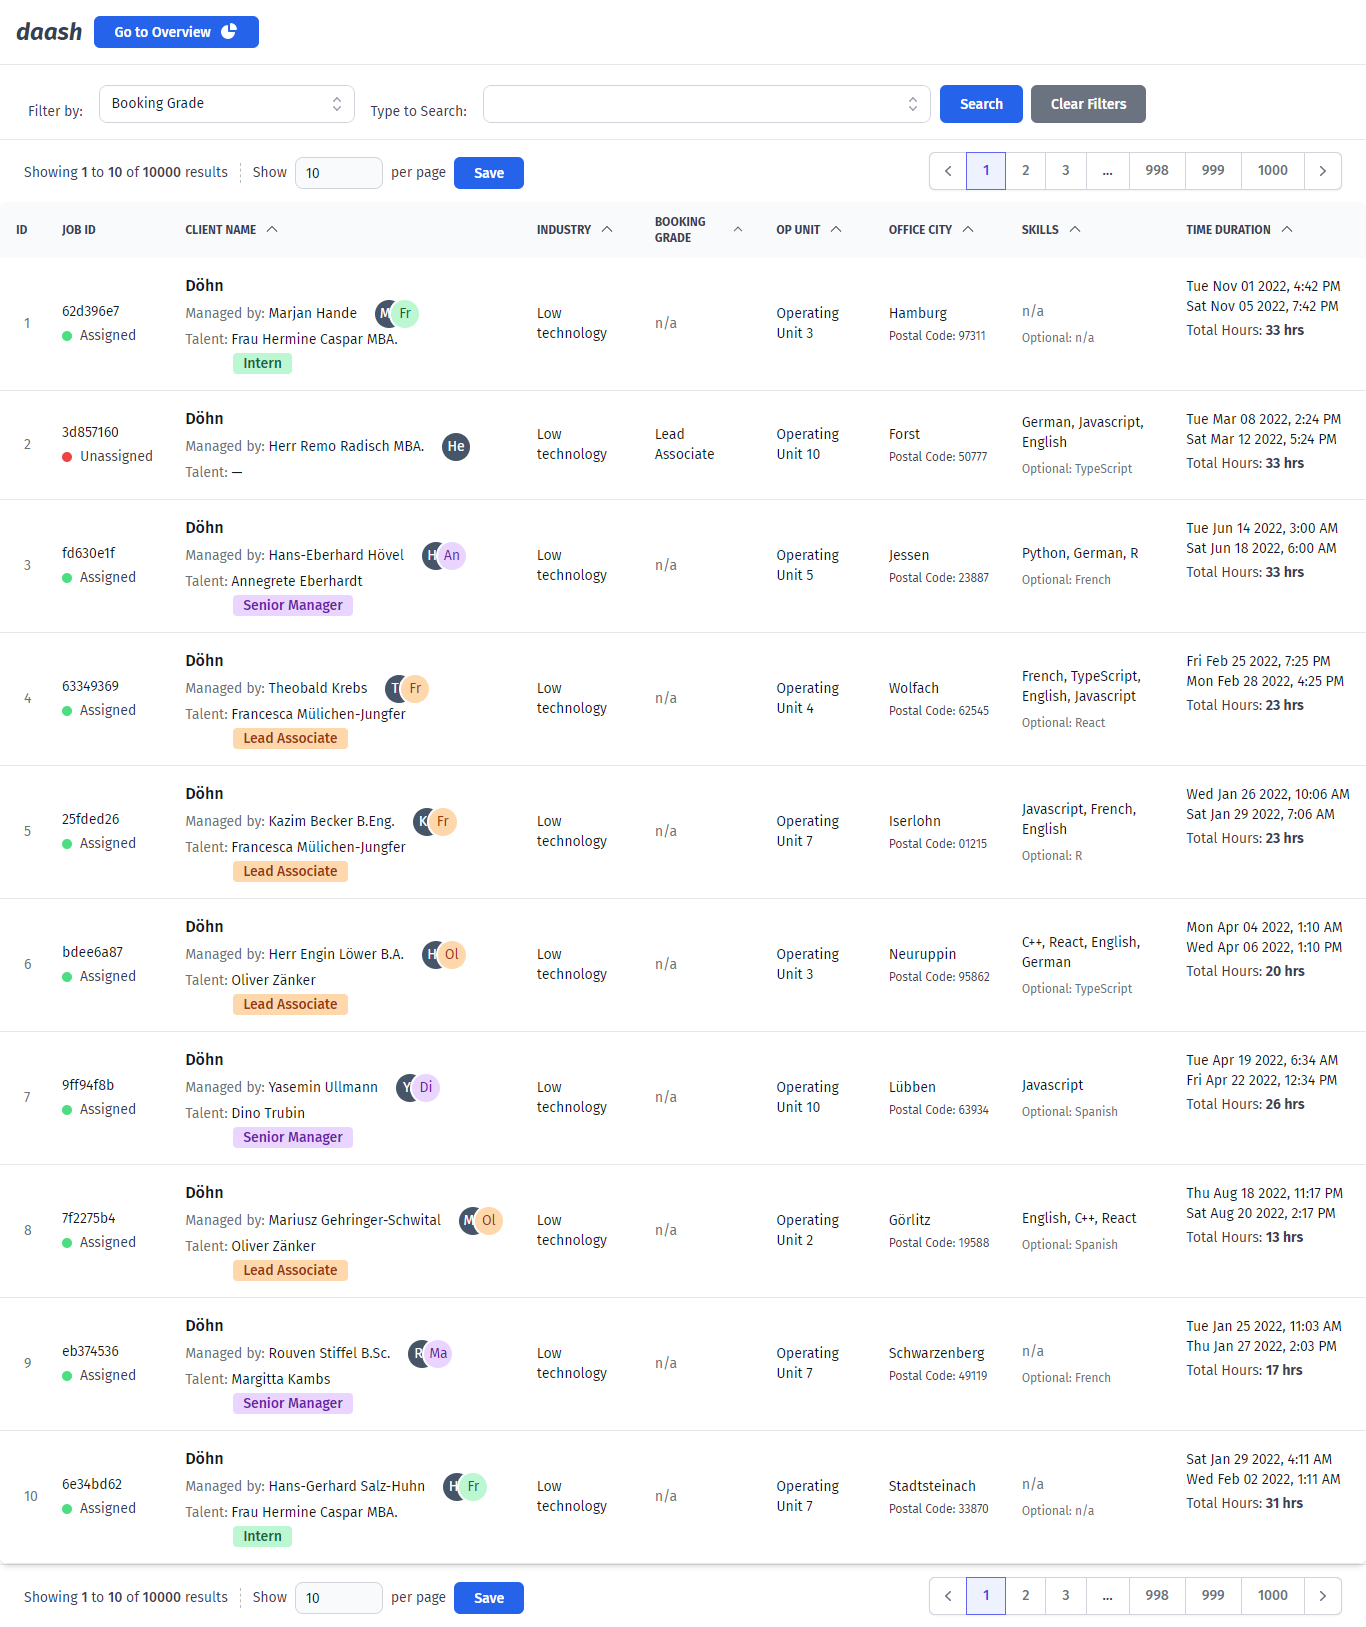 daash Go to Overview
Filter by: Booking Grade Type to Search: Search Clear Filters
Showing 1 to 10 of 10000 results Show 10 per page Save 1 2 3 ... 998 999 1000
ID JOB ID CLIENT NAME INDUSTRY BOOKING GRADE OP UNIT OFFICE CITY SKILLS TIME DURATION
Döhn
1 62d396e7 Managed by: Marjan Hande M Fr Low technology n/a Operating Unit 3 Hamburg n/a Tue Nov 01 2022, 4:42 PM
Assigned Talent: Frau Hermine Caspar MBA. Postal Code: 97311 Optional: n/a Sat Nov 05 2022, 7:42 PM
Intern Total Hours: 33 hrs
Döhn
2 3d857160 Managed by: Herr Remo Radisch MBA. He Low technology Lead Associate Operating Unit 10 Forst German, Javascript, English Tue Mar 08 2022, 2:24 PM
Unassigned Talent: — Postal Code: 50777 Optional: TypeScript Sat Mar 12 2022, 5:24 PM
Total Hours: 33 hrs
Döhn
3 fd630e1f Managed by: Hans-Eberhard Hövel H An Low technology n/a Operating Unit 5 Jessen Python, German, R Tue Jun 14 2022, 3:00 AM
Assigned Talent: Annegrete Eberhardt Postal Code: 23887 Optional: French Sat Jun 18 2022, 6:00 AM
Senior Manager Total Hours: 33 hrs
Döhn
4 63349369 Managed by: Theobald Krebs T Fr Low technology n/a Operating Unit 4 Wolfach French, TypeScript, English, Javascript Fri Feb 25 2022, 7:25 PM
Assigned Talent: Francesca Mülichen-Jungfer Postal Code: 62545 Optional: React Mon Feb 28 2022, 4:25 PM
Lead Associate Total Hours: 23 hrs
Döhn
5 25fded26 Managed by: Kazim Becker B.Eng. K Fr Low technology n/a Operating Unit 7 Iserlohn Javascript, French, English Wed Jan 26 2022, 10:06 AM
Assigned Talent: Francesca Mülichen-Jungfer Postal Code: 01215 Optional: R Sat Jan 29 2022, 7:06 AM
Lead Associate Total Hours: 23 hrs
Döhn
6 bdee6a87 Managed by: Herr Engin Löwer B.A. H Ol Low technology n/a Operating Unit 3 Neuruppin C++, React, English, German Mon Apr 04 2022, 1:10 AM
Assigned Talent: Oliver Zänker Postal Code: 95862 Optional: TypeScript Wed Apr 06 2022, 1:10 PM
Lead Associate Total Hours: 20 hrs
Döhn
7 9ff94f8b Managed by: Yasemin Ullmann Y Di Low technology n/a Operating Unit 10 Lübben Javascript Tue Apr 19 2022, 6:34 AM
Assigned Talent: Dino Trubin Postal Code: 63934 Optional: Spanish Fri Apr 22 2022, 12:34 PM
Senior Manager Total Hours: 26 hrs
Döhn
8 7f2275b4 Managed by: Mariusz Gehringer-Schwital M Ol Low technology n/a Operating Unit 2 Görlitz English, C++, React Thu Aug 18 2022, 11:17 PM
Assigned Talent: Oliver Zänker Postal Code: 19588 Optional: Spanish Sat Aug 20 2022, 2:17 PM
Lead Associate Total Hours: 13 hrs
Döhn
9 eb374536 Managed by: Rouven Stiffel B.Sc. R Ma Low technology n/a Operating Unit 7 Schwarzenberg n/a Tue Jan 25 2022, 11:03 AM
Assigned Talent: Margitta Kambs Postal Code: 49119 Optional: French Thu Jan 27 2022, 2:03 PM
Senior Manager Total Hours: 17 hrs
Döhn
10 6e34bd62 Managed by: Hans-Gerhard Salz-Huhn H Fr Low technology n/a Operating Unit 7 Stadtsteinach n/a Sat Jan 29 2022, 4:11 AM
Assigned Talent: Frau Hermine Caspar MBA. Postal Code: 33870 Optional: n/a Wed Feb 02 2022, 1:11 AM
Intern Total Hours: 31 hrs
Showing 1 to 10 of 10000 results Show 10 per page Save 1 2 3 ... 998 999 1000